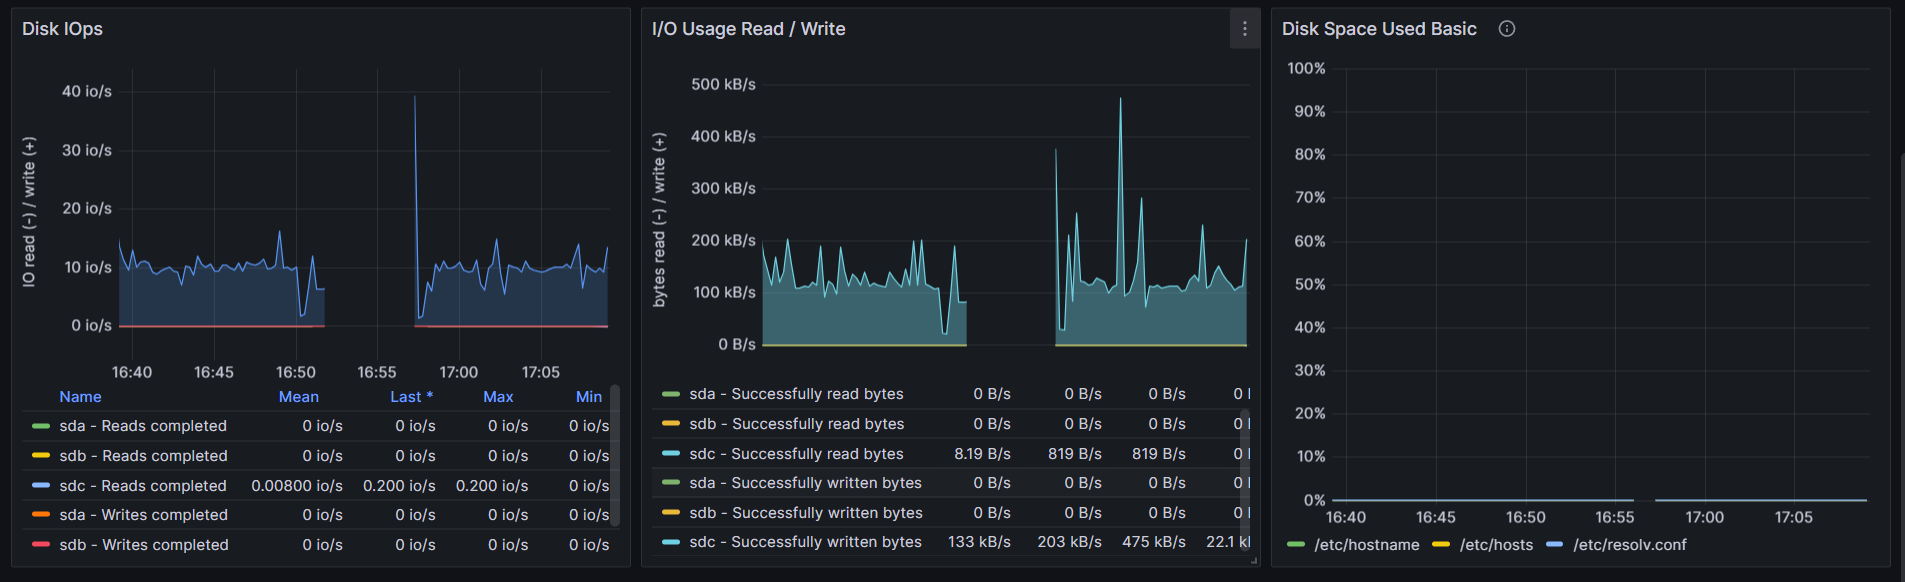 Disk IOps
IO read (-) / write (+)
40 io/s
30 io/s
20 io/s
10 io/s
0 io/s
16:40 16:45 16:50 16:55 17:00 17:05
Name Mean Last * Max Min
sda - Reads completed 0 io/s 0 io/s 0 io/s 0 io/s
sdb - Reads completed 0 io/s 0 io/s 0 io/s 0 io/s
sdc - Reads completed 0.00800 io/s 0.200 io/s 0.200 io/s 0 io/s
sda - Writes completed 0 io/s 0 io/s 0 io/s 0 io/s
sdb - Writes completed 0 io/s 0 io/s 0 io/s 0 io/s
I/O Usage Read / Write
bytes read (-) / write (+)
500 kB/s
400 kB/s
300 kB/s
200 kB/s
100 kB/s
0 B/s
sda - Successfully read bytes 0 B/s 0 B/s 0 B/s 0
sdb - Successfully read bytes 0 B/s 0 B/s 0 B/s 0
sdc - Successfully read bytes 8.19 B/s 819 B/s 819 B/s 0
sda - Successfully written bytes 0 B/s 0 B/s 0 B/s 0
sdb - Successfully written bytes 0 B/s 0 B/s 0 B/s 0
sdc - Successfully written bytes 133 kB/s 203 kB/s 475 kB/s 22.1
Disk Space Used Basic
100%
90%
80%
70%
60%
50%
40%
30%
20%
10%
0%
16:40 16:45 16:50 16:55 17:00 17:05
/etc/hostname /etc/hosts /etc/resolv.conf